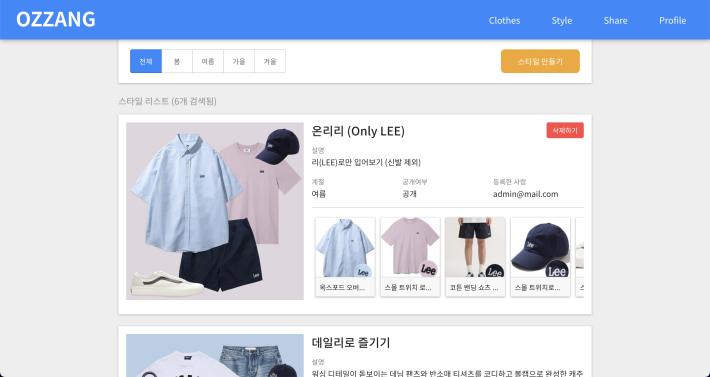 OZZANG Clothes Style Share Profile
전체 봄 여름 가을 겨울 스타일 만들기
스타일 리스트 (6개 검색됨)
온리리 (Only LEE) 삭제하기
설명
리(LEE)로만 입어보기 (신발 제외)
계절 공개여부 등록한 사람
여름 공개 admin@mail.com
Lee Lee Lee Lee
옥스포드 오버... 스몰 트위치 로... 코튼 밴딩 쇼츠 ... 스몰 트위치로... 스
데일리로 즐기기
설명
워싱 디테일이 돋보이는 데님 팬츠와 반소매 티셔츠를 코디하고 볼캡으로 완성한 캐주